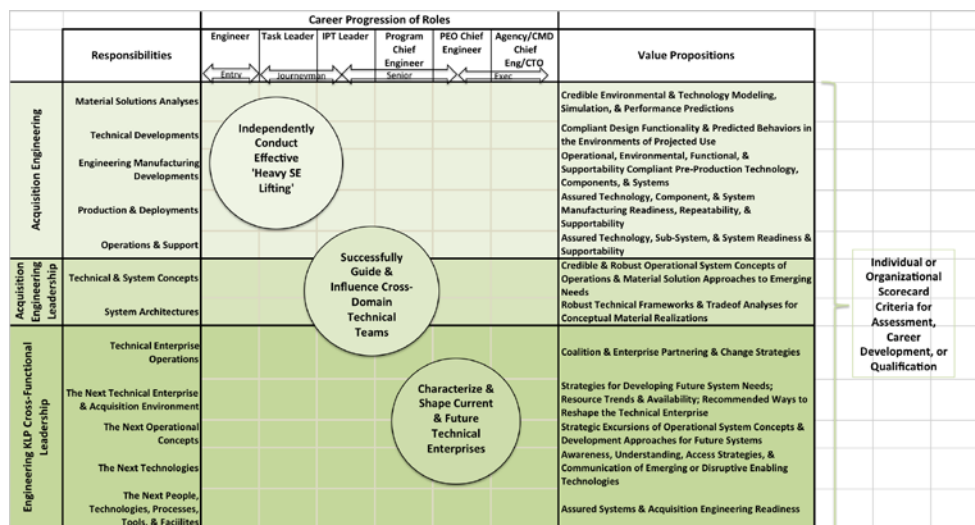 Career Progression of Roles
Responsibilities
Engineer
Task Leader
IPT Leader
Program
Chief
Engineer
PEO Chief
Engineer
Agency/CMD
Chief
Eng/CTO
Value Propositions
Entry
Journeyman
Senior
Exec
Acquisition Engineering
Material Solutions Analyses
Credible Environmental & Technology Modeling,
Simulation, & Performance Predictions
Technical Developments
Compliant Design Functionality & Predicted Behaviors in
the Environments of Projected Use
Engineering Manufacturing
Developments
Operational, Environmental, Functional, &
Supportability Compliant Pre-Production Technology,
Components, & Systems
Production & Deployments
Assured Technology, Component, & System
Manufacturing Readiness, Repeatability, &
Supportability
Operations & Support
Assured Technology, Sub-System, & System Readiness &
Supportability
Independently
Conduct
Effective
'Heavy SE
Lifting'
Acquisition
Engineering
Leadership
Technical & System Concepts
Credible & Robust Operational System Concepts of
Operations & Material Solution Approaches to Emerging
Needs
System Architectures
Robust Technical Frameworks & Tradeof Analyses for
Conceptual Material Realizations
Successfully
Guide &
Influence Cross-
Domain
Technical
Teams
Engineering KLP Cross-Functional
Leadership
Technical Enterprise
Operations
Coalition & Enterprise Partnering & Change Strategies
The Next Technical Enterprise
& Acquisition Environment
Strategies for Developing Future System Needs;
Resource Trends & Availability; Recommended Ways to
Reshape the Technical Enterprise
The Next Operational
Concepts
Strategic Excursions of Operational System Concepts &
Development Approaches for Future Systems
The Next Technologies
Awareness, Understanding, Access Strategies, &
Communication of Emerging or Disruptive Enabling
Technologies
The Next People,
Technologies, Processes,
Tools, & Facilites
Assured Systems & Acquisition Engineering Readiness
Characterize &
Shape Current
& Future
Technical
Enterprises
Individual or
Organizational
Scorecard
Criteria for
Assessment,
Career
Development, or
Qualification